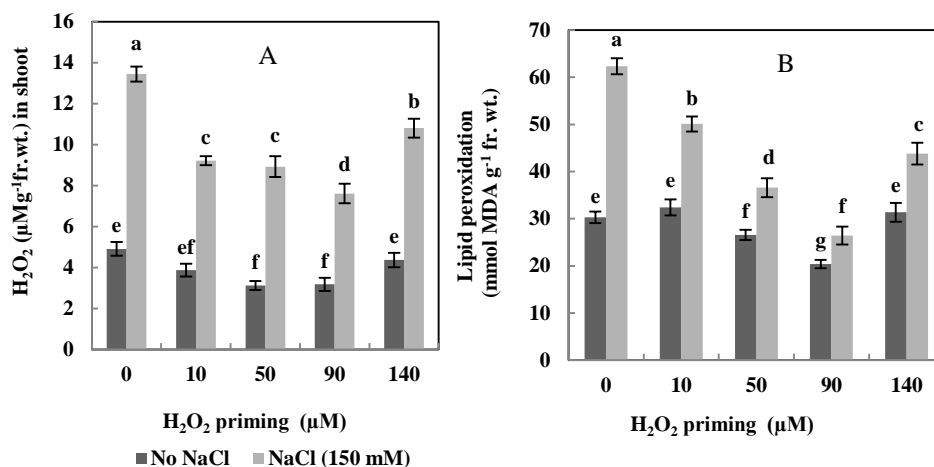 A
H₂O₂ (µMg⁻¹fr.wt.) in shoot
16
14
12
10
8
6
4
2
0
a
c
c
d
b
e
ef
f
f
e
0 10 50 90 140
H₂O₂ priming (µM)
No NaCl NaCl (150 mM)
B
Lipid peroxidation
(mmol MDA g⁻¹ fr. wt.)
70
60
50
40
30
20
10
0
a
b
d
f
c
e
e
f
g
e
0 10 50 90 140
H₂O₂ priming (µM)